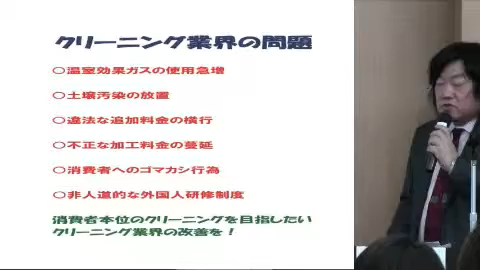 クリーニング業界の問題
○温室効果ガスの使用急増
○土壌汚染の放置
○違法な追加料金の横行
○不正な加工料金の蔓延
○消費者へのゴマカシ行為
○非人道的な外国人研修制度
消費者本位のクリーニングを目指したい
クリーニング業界の改善を！